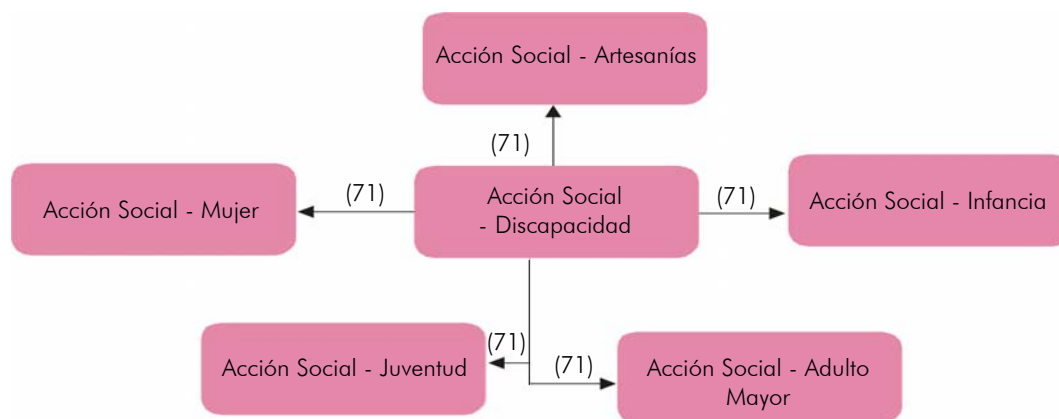 Acción Social - Artesanías
(71)
Acción Social - Mujer
(71)
Acción Social
- Discapacidad
(71)
Acción Social - Infancia
Acción Social - Juventud
(71)
(71)
Acción Social - Adulto
Mayor